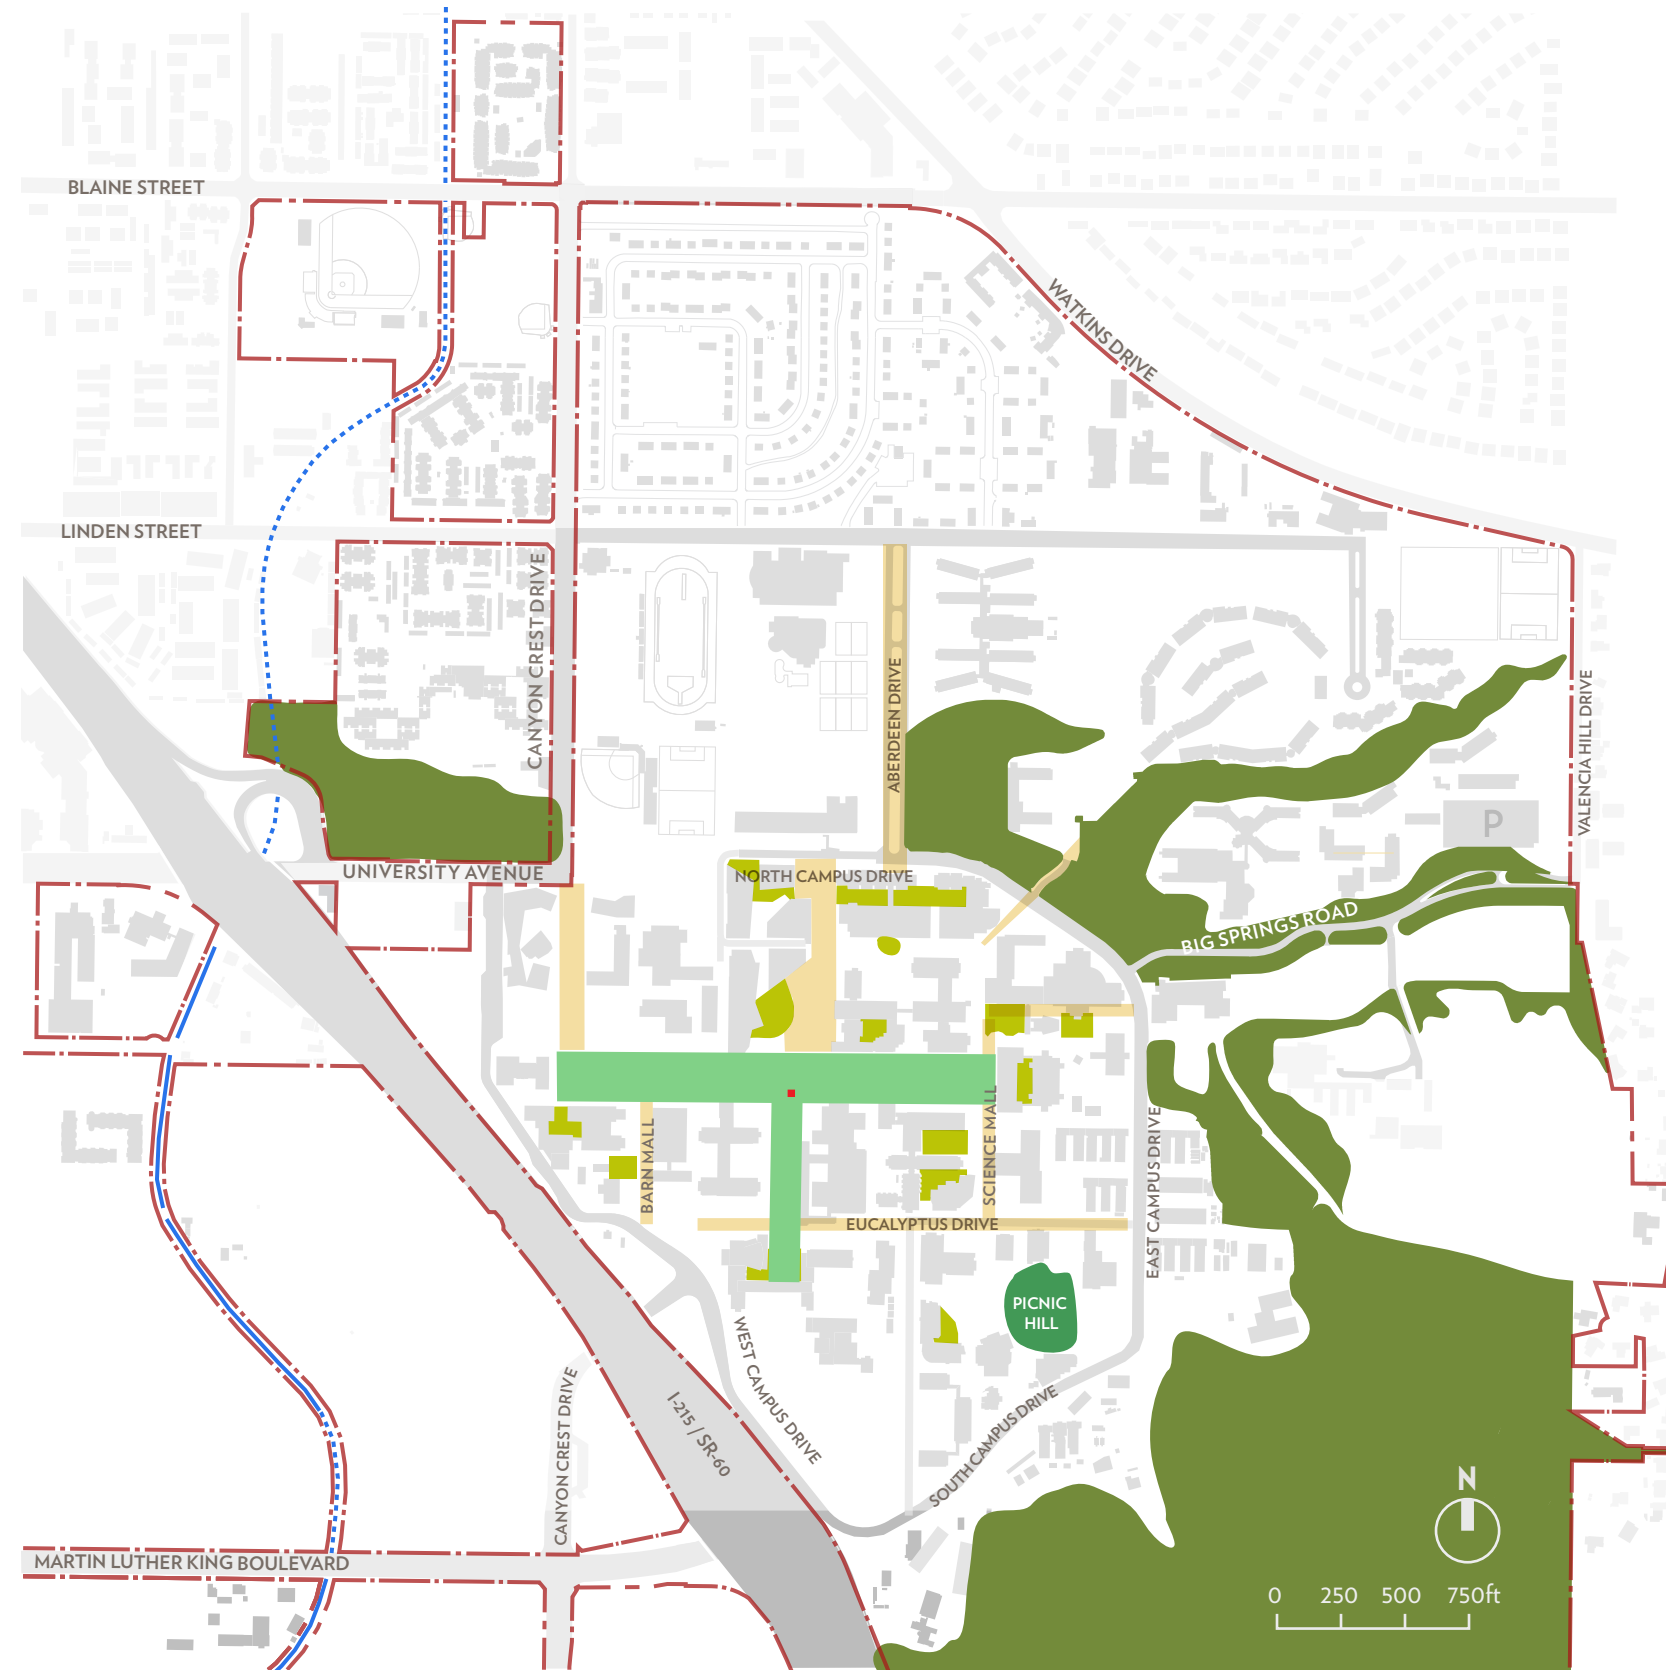 BLAINE STREET
WATKINS DRIVE
LINDEN STREET
CANYON CREST DRIVE
ABERDEEN DRIVE
VALENCIA HILL DRIVE
P
UNIVERSITY AVENUE
NORTH CAMPUS DRIVE
BIG SPRINGS ROAD
BARN MALL
SCIENCE MALL
EAST CAMPUS DRIVE
EUCALYPTUS DRIVE
PICNIC
HILL
WEST CAMPUS DRIVE
I-215 / SR-60
CANYON CREST DRIVE
SOUTH CAMPUS DRIVE
MARTIN LUTHER KING BOULEVARD
N
0 250 500 750ft